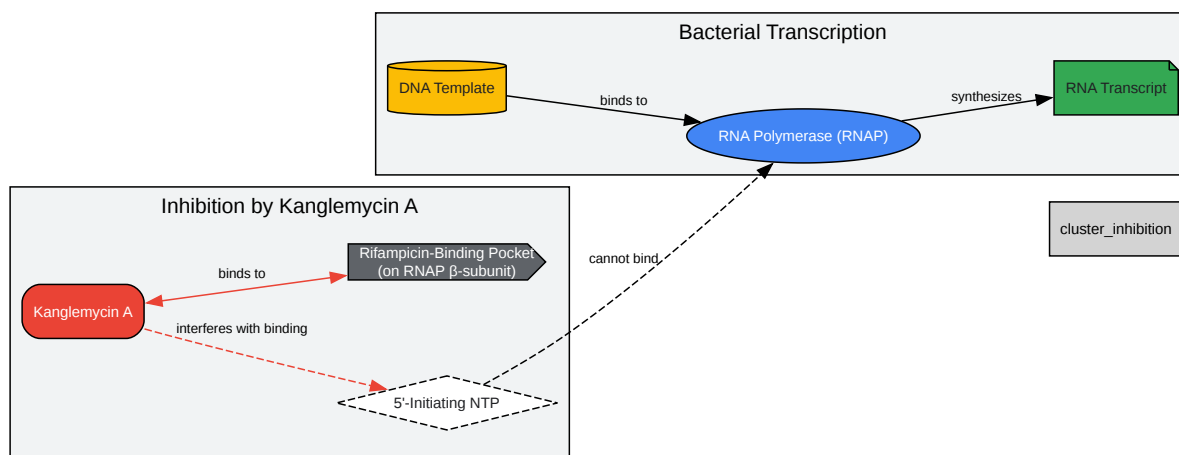 Bacterial Transcription
DNA Template
binds to
RNA Polymerase (RNAP)
synthesizes
RNA Transcript
Inhibition by Kanglemycin A
Kanglemycin A
binds to
Rifampicin-Binding Pocket
(on RNAP β-subunit)
interferes with binding
5'-Initiating NTP
cannot bind
cluster_inhibition